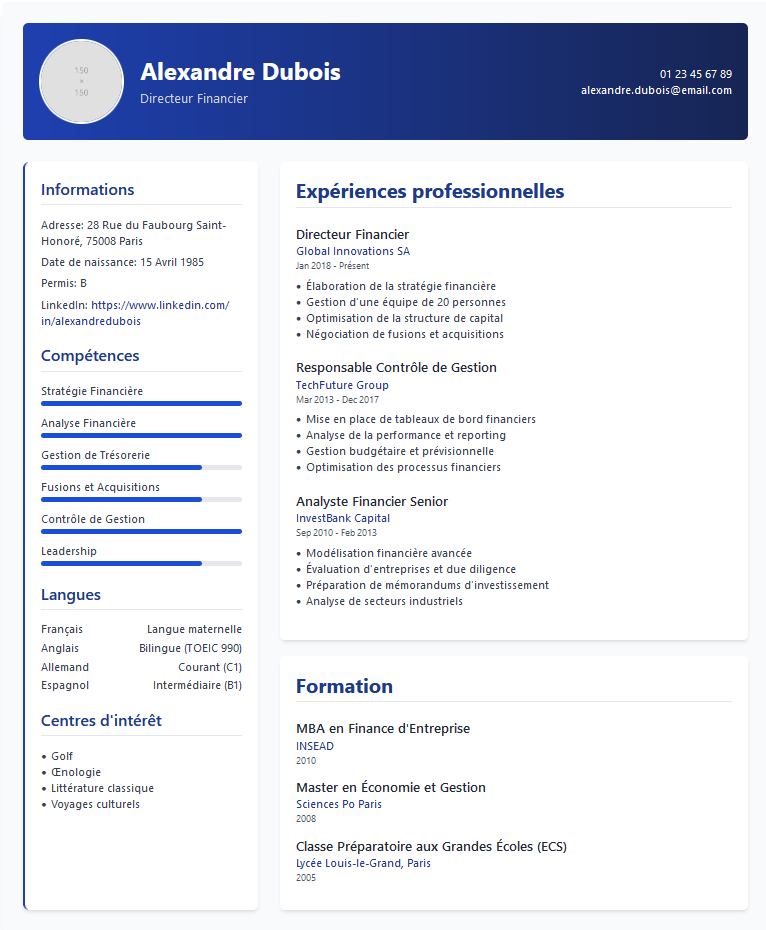 150
×
150
Alexandre Dubois
Directeur Financier
01 23 45 67 89
alexandre.dubois@email.com
Informations
Adresse: 28 Rue du Faubourg Saint-
Honoré, 75008 Paris
Date de naissance: 15 Avril 1985
Permis: B
LinkedIn: https://www.linkedin.com/
in/alexandredubois
Compétences
Stratégie Financière
Analyse Financière
Gestion de Trésorerie
Fusions et Acquisitions
Contrôle de Gestion
Leadership
Langues
Français Langue maternelle
Anglais Bilingue (TOEIC 990)
Allemand Courant (C1)
Espagnol Intermédiaire (B1)
Centres d'intérêt
• Golf
• Œnologie
• Littérature classique
• Voyages culturels
Expériences professionnelles
Directeur Financier
Global Innovations SA
Jan 2018 - Présent
• Élaboration de la stratégie financière
• Gestion d'une équipe de 20 personnes
• Optimisation de la structure de capital
• Négociation de fusions et acquisitions
Responsable Contrôle de Gestion
TechFuture Group
Mar 2013 - Dec 2017
• Mise en place de tableaux de bord financiers
• Analyse de la performance et reporting
• Gestion budgétaire et prévisionnelle
• Optimisation des processus financiers
Analyste Financier Senior
InvestBank Capital
Sep 2010 - Feb 2013
• Modélisation financière avancée
• Évaluation d'entreprises et due diligence
• Préparation de mémorandums d'investissement
• Analyse de secteurs industriels
Formation
MBA en Finance d'Entreprise
INSEAD
2010
Master en Économie et Gestion
Sciences Po Paris
2008
Classe Préparatoire aux Grandes Écoles (ECS)
Lycée Louis-le-Grand, Paris
2005